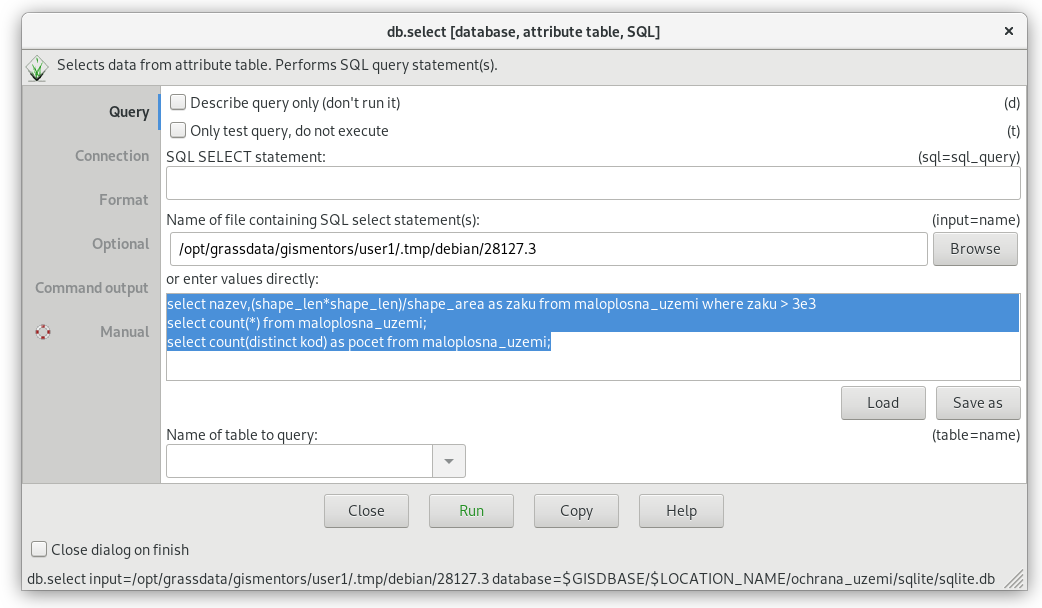 db.select [database, attribute table, SQL]
Selects data from attribute table. Performs SQL query statement(s).
Query
Connection
Format
Optional
Command output
Manual
Describe query only (don't run it) (d)
Only test query, do not execute (t)
SQL SELECT statement: (sql=sql_query)
Name of file containing SQL select statement(s): (input=name)
/opt/grassdata/gismentors/user1/.tmp/debian/28127.3 Browse
or enter values directly:
select nazev,(shape_len*shape_len)/shape_area as zaku from maloplosna_uzemi where zaku > 3e3
select count(*) from maloplosna_uzemi;
select count(distinct kod) as pocet from maloplosna_uzemi;
Load Save as
Name of table to query: (table=name)
Close Run Copy Help
Close dialog on finish
db.select input=/opt/grassdata/gismentors/user1/.tmp/debian/28127.3 database=$GISDBASE/$LOCATION_NAME/ochrana_uzemi/sqlite/sqlite.db